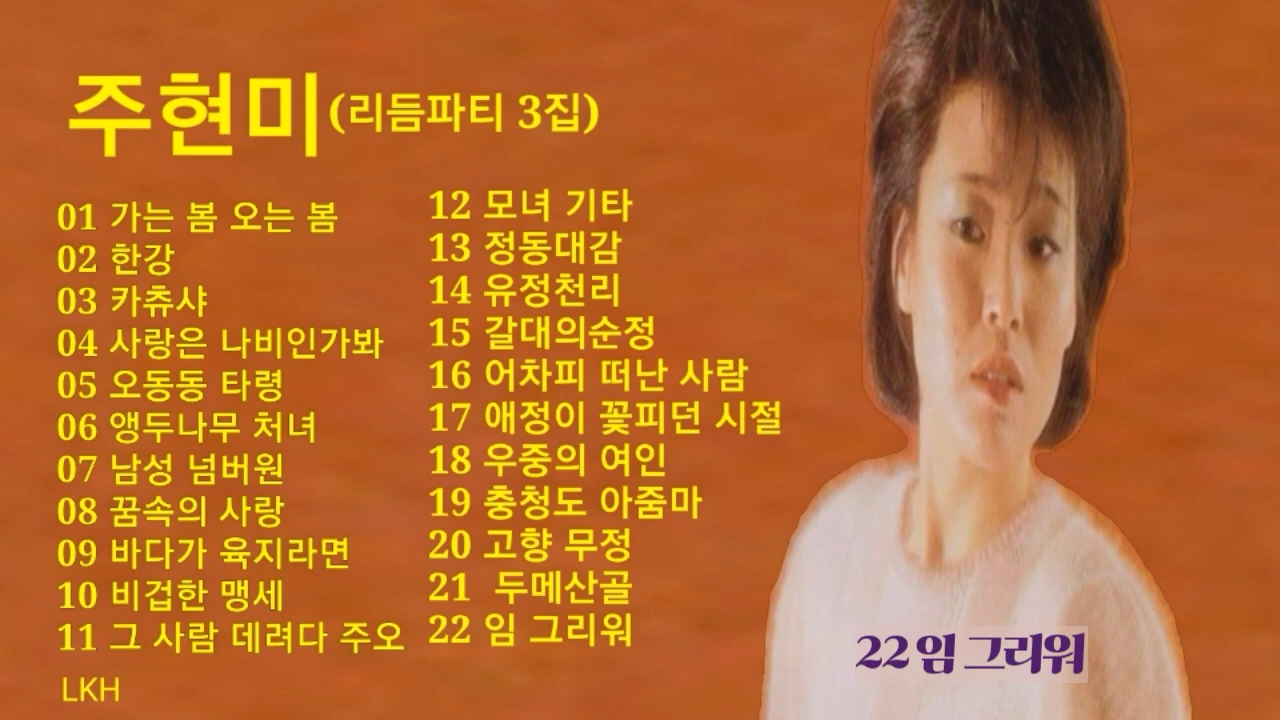 주현미(리듬파티 3집)
01 가는 봄 오는 봄
02 한강
03 카츄샤
04 사랑은 나비인가봐
05 오동동 타령
06 앵두나무 처녀
07 남성 넘버원
08 꿈속의 사랑
09 바다가 육지라면
10 비겁한 맹세
11 그 사람 데려다 주오
12 모녀 기타
13 정동대감
14 유정천리
15 갈대의순정
16 어차피 떠난 사람
17 애정이 꽃피던 시절
18 우중의 여인
19 충청도 아줌마
20 고향 무정
21 두메산골
22 임 그리워
22 임 그리워
LKH